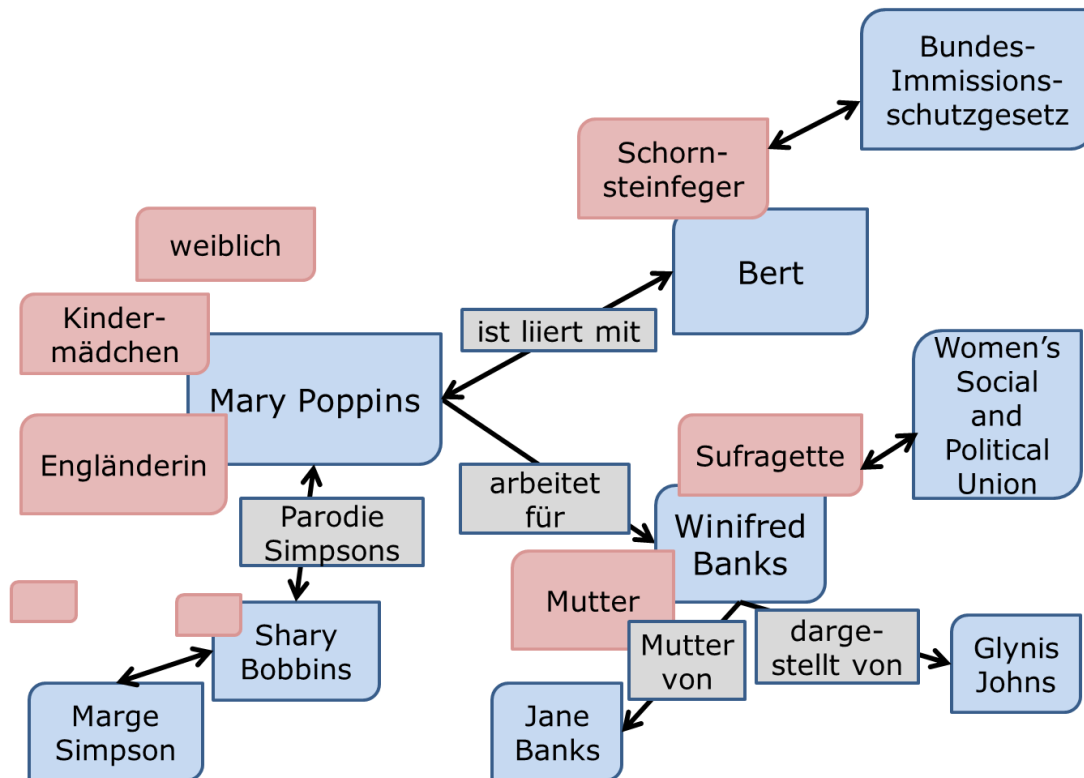 Bundes-
Immissions-
schutzgesetz
Schorn-
steinfeger
weiblich
Bert
Kinder-
mädchen
ist liiert mit
Mary Poppins
Women’s
Social
and
Political
Union
Engländerin
Sufragette
arbeitet
für
Parodie
Simpsons
Winifred
Banks
Mutter
Shary
Bobbins
Mutter
von
darge-
stellt von
Glynis
Johns
Marge
Simpson
Jane
Banks